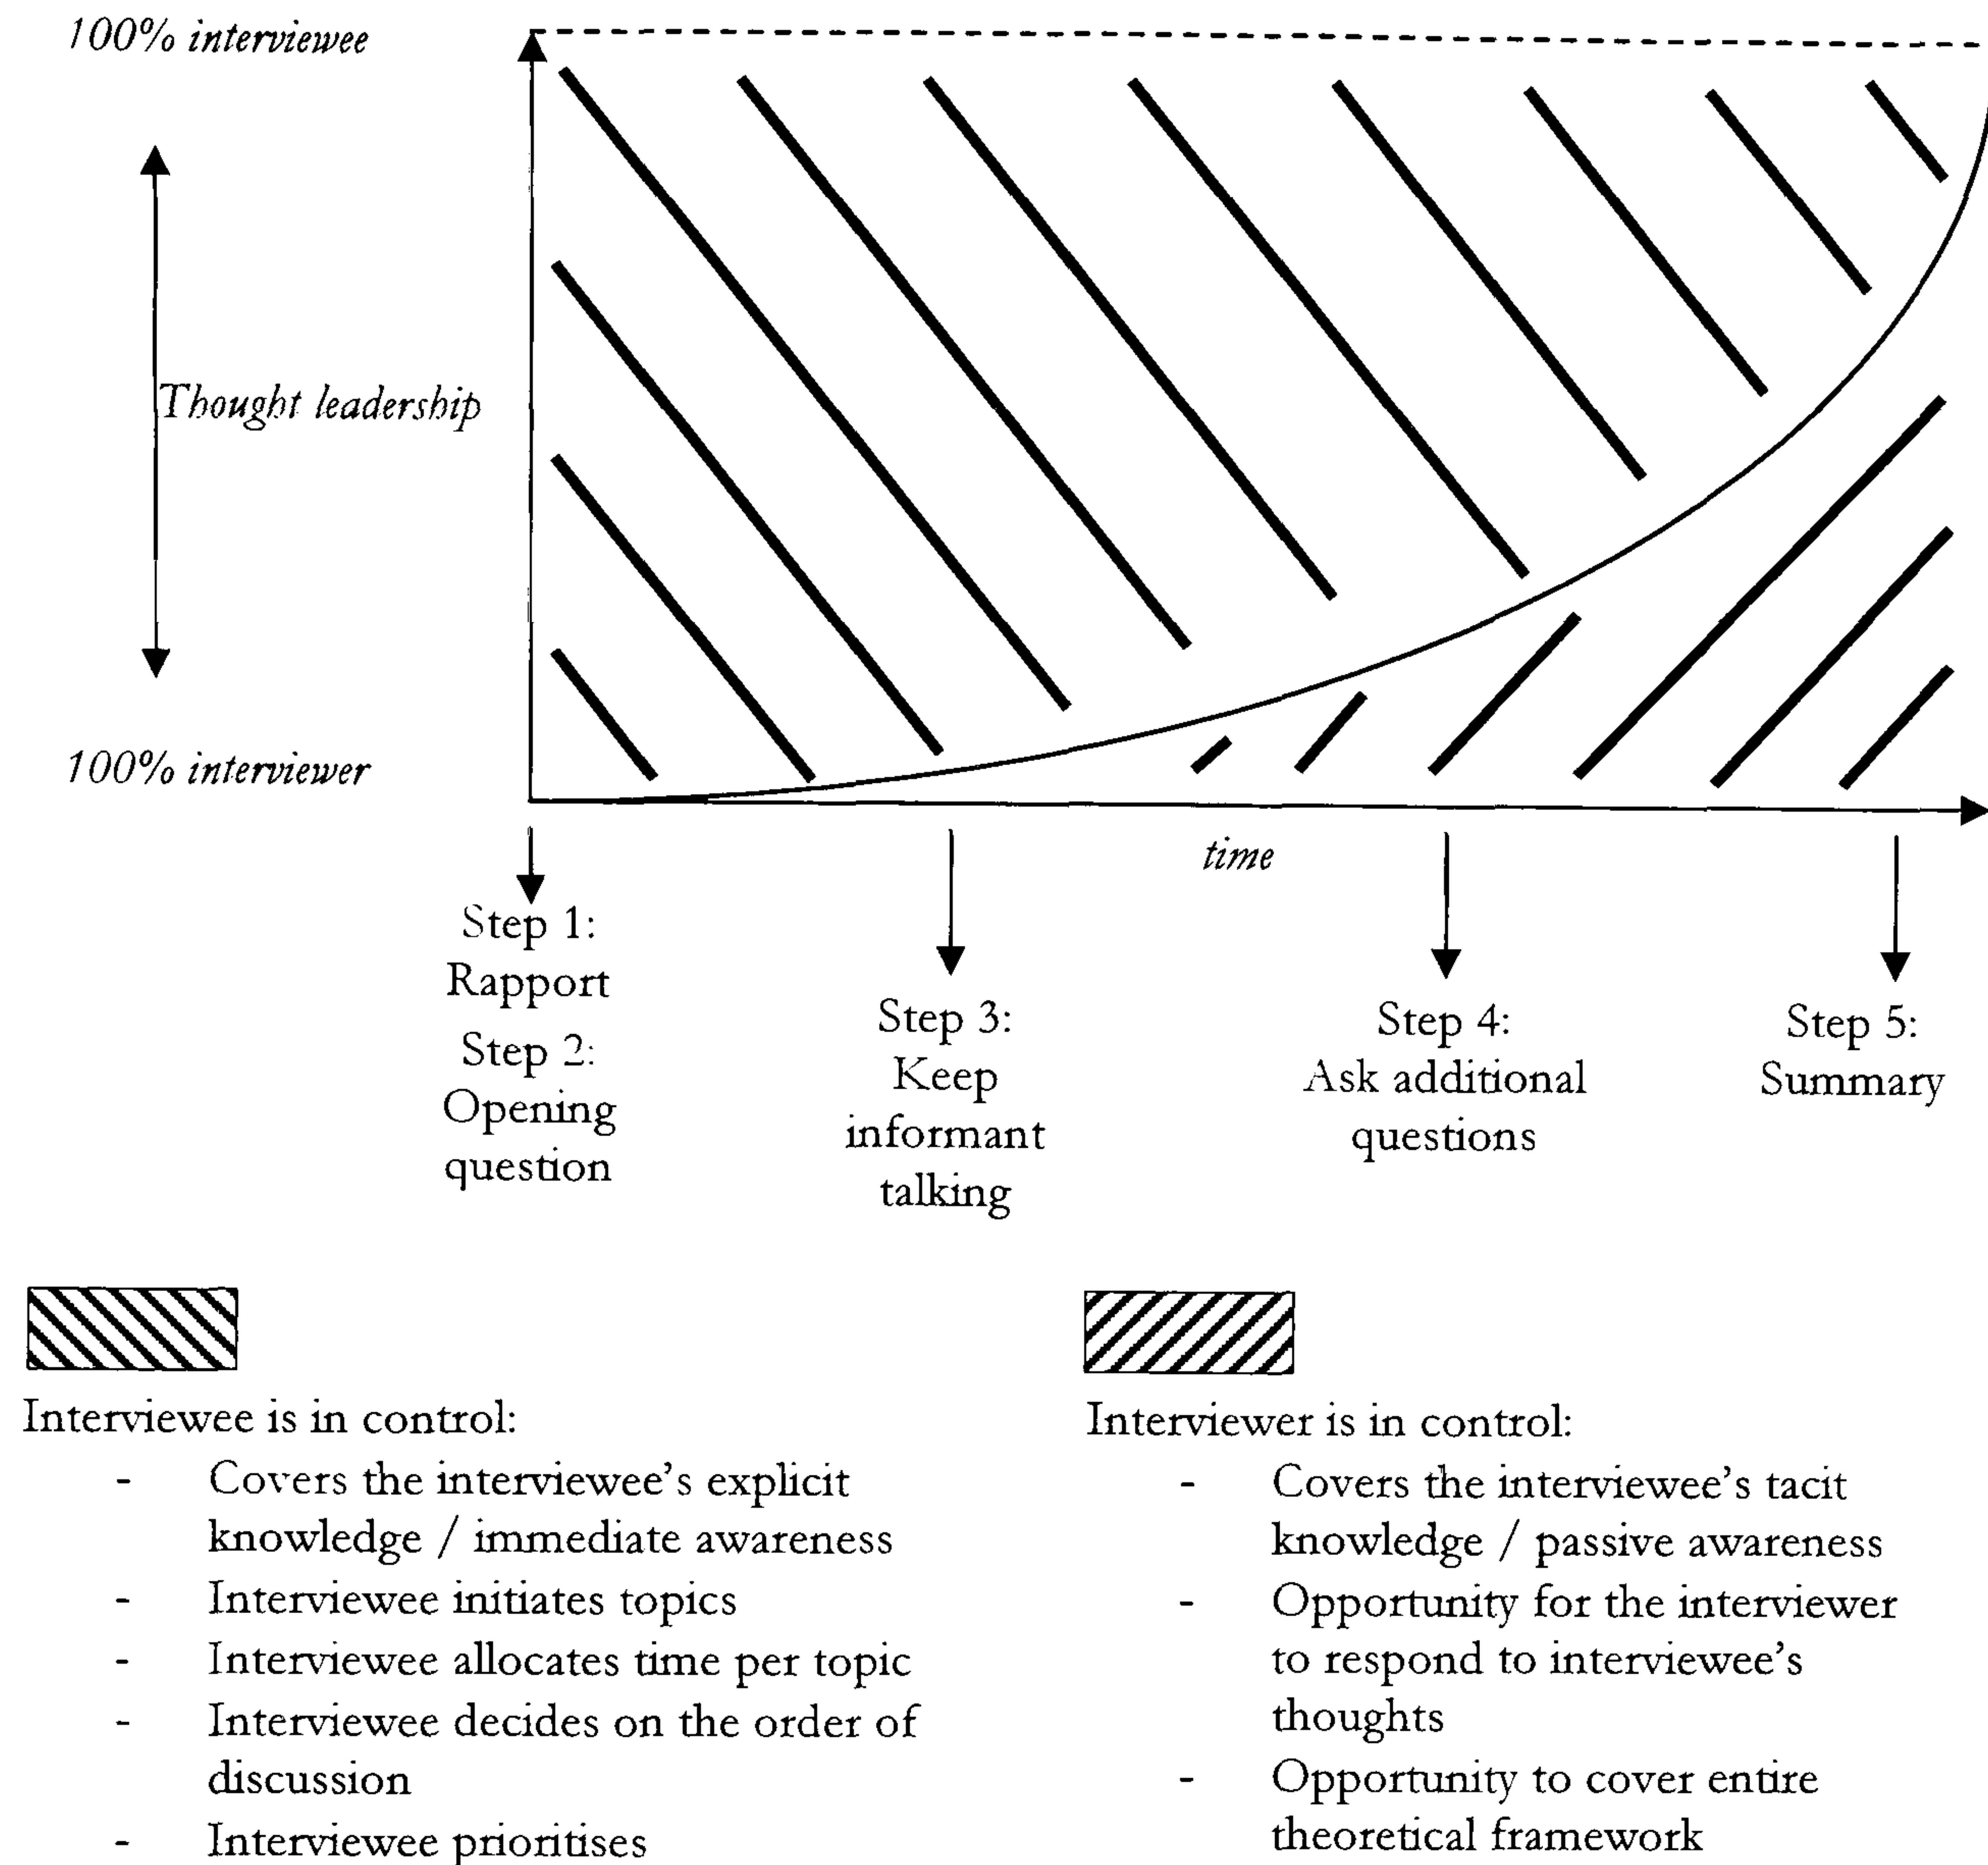 100% interviewee
Thought leadership
100% interviewer
time
Step 1:
Rapport
Step 2:
Opening
question
Step 3:
Keep
informant
talking
Step 4:
Ask additional
questions
Step 5:
Summary
Interviewee is in control:
- Covers the interviewee's explicit
knowledge / immediate awareness
- Interviewee initiates topics
- Interviewee allocates time per topic
- Interviewee decides on the order of
discussion
- Interviewee prioritises
Interviewer is in control:
- Covers the interviewee's tacit
knowledge / passive awareness
- Opportunity for the interviewer
to respond to interviewee's
thoughts
- Opportunity to cover entire
theoretical framework